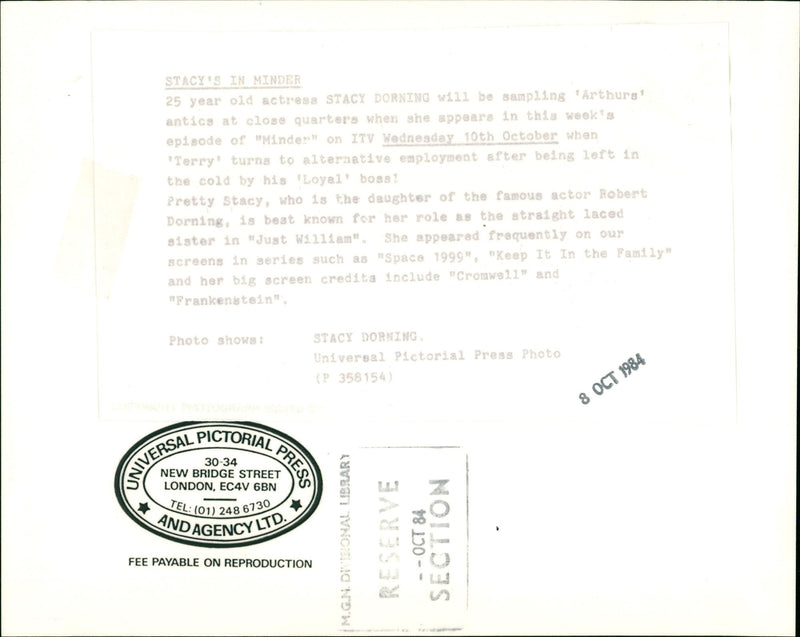 STACY'S IN MINDER
25 year old actress STACY DORNING will be sampling 'Arthurs'
antics at close quarters when she appears in this week's
episode of "Minder" on ITV Wednesday 10th October when
'Terry' turns to alternative employment after being left in
the cold by his 'Loyal' boss!
Pretty Stacy, who is the daughter of the famous actor Robert
Dorning, is best known for her role as the straight laced
sister in "Just William". She appeared frequently on our
screens in series such as "Space 1999", "Keep It In the Family"
and her big screen credits include "Cromwell" and
"Frankenstein".
Photo shows: STACY DORNING.
Universal Pictorial Press Photo
(P 358154)
8 OCT 1984
UNIVERSAL PICTORIAL PRESS
30-34
NEW BRIDGE STREET
LONDON, EC4V 6BN
TEL: (01) 248 6730
AND AGENCY LTD.
FEE PAYABLE ON REPRODUCTION
M.G.N. DIVISIONAL LIBRARY
RESERVE
-- OCT 84
SECTION